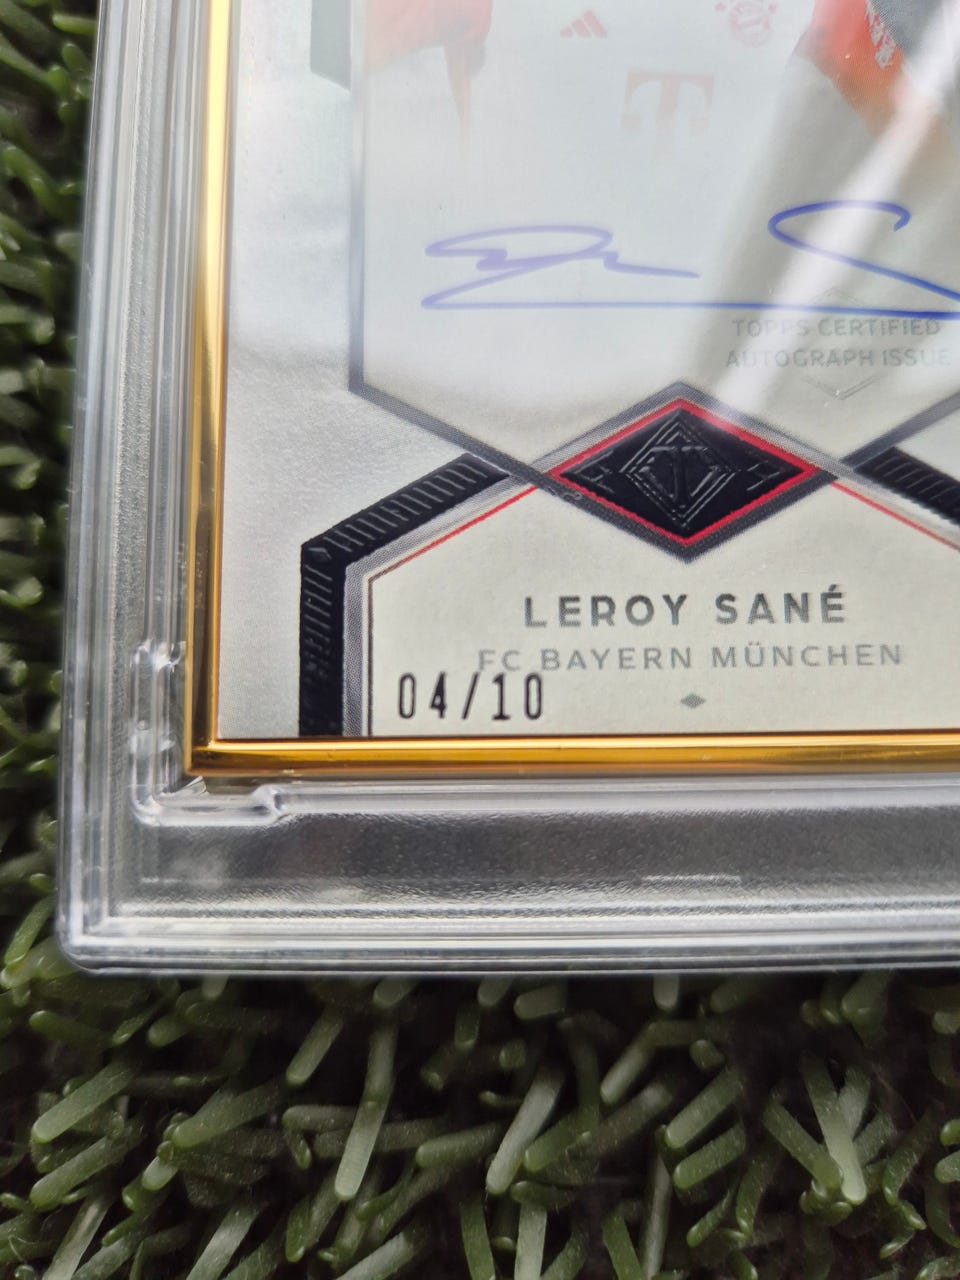 T
TOPPS CERTIFIED
AUTOGRAPH ISSUE
LEROY SANÉ
FC BAYERN MÜNCHEN
04/10